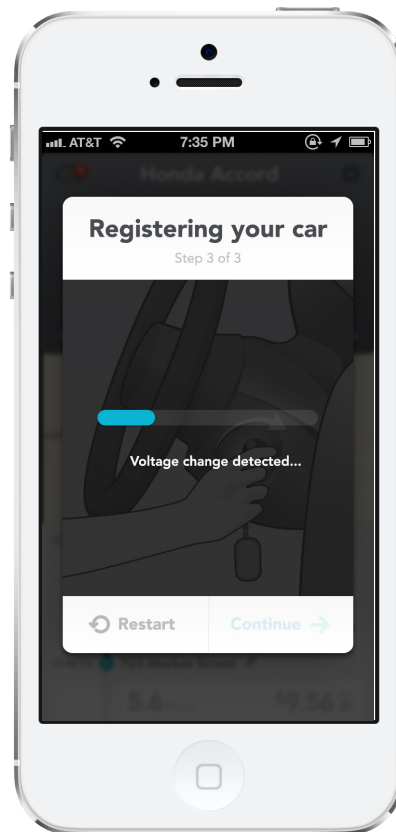 AT&T 7:35 PM
Honda Accord
Registering your car
Step 3 of 3
Voltage change detected...
Restart Continue
5.6
$9.56